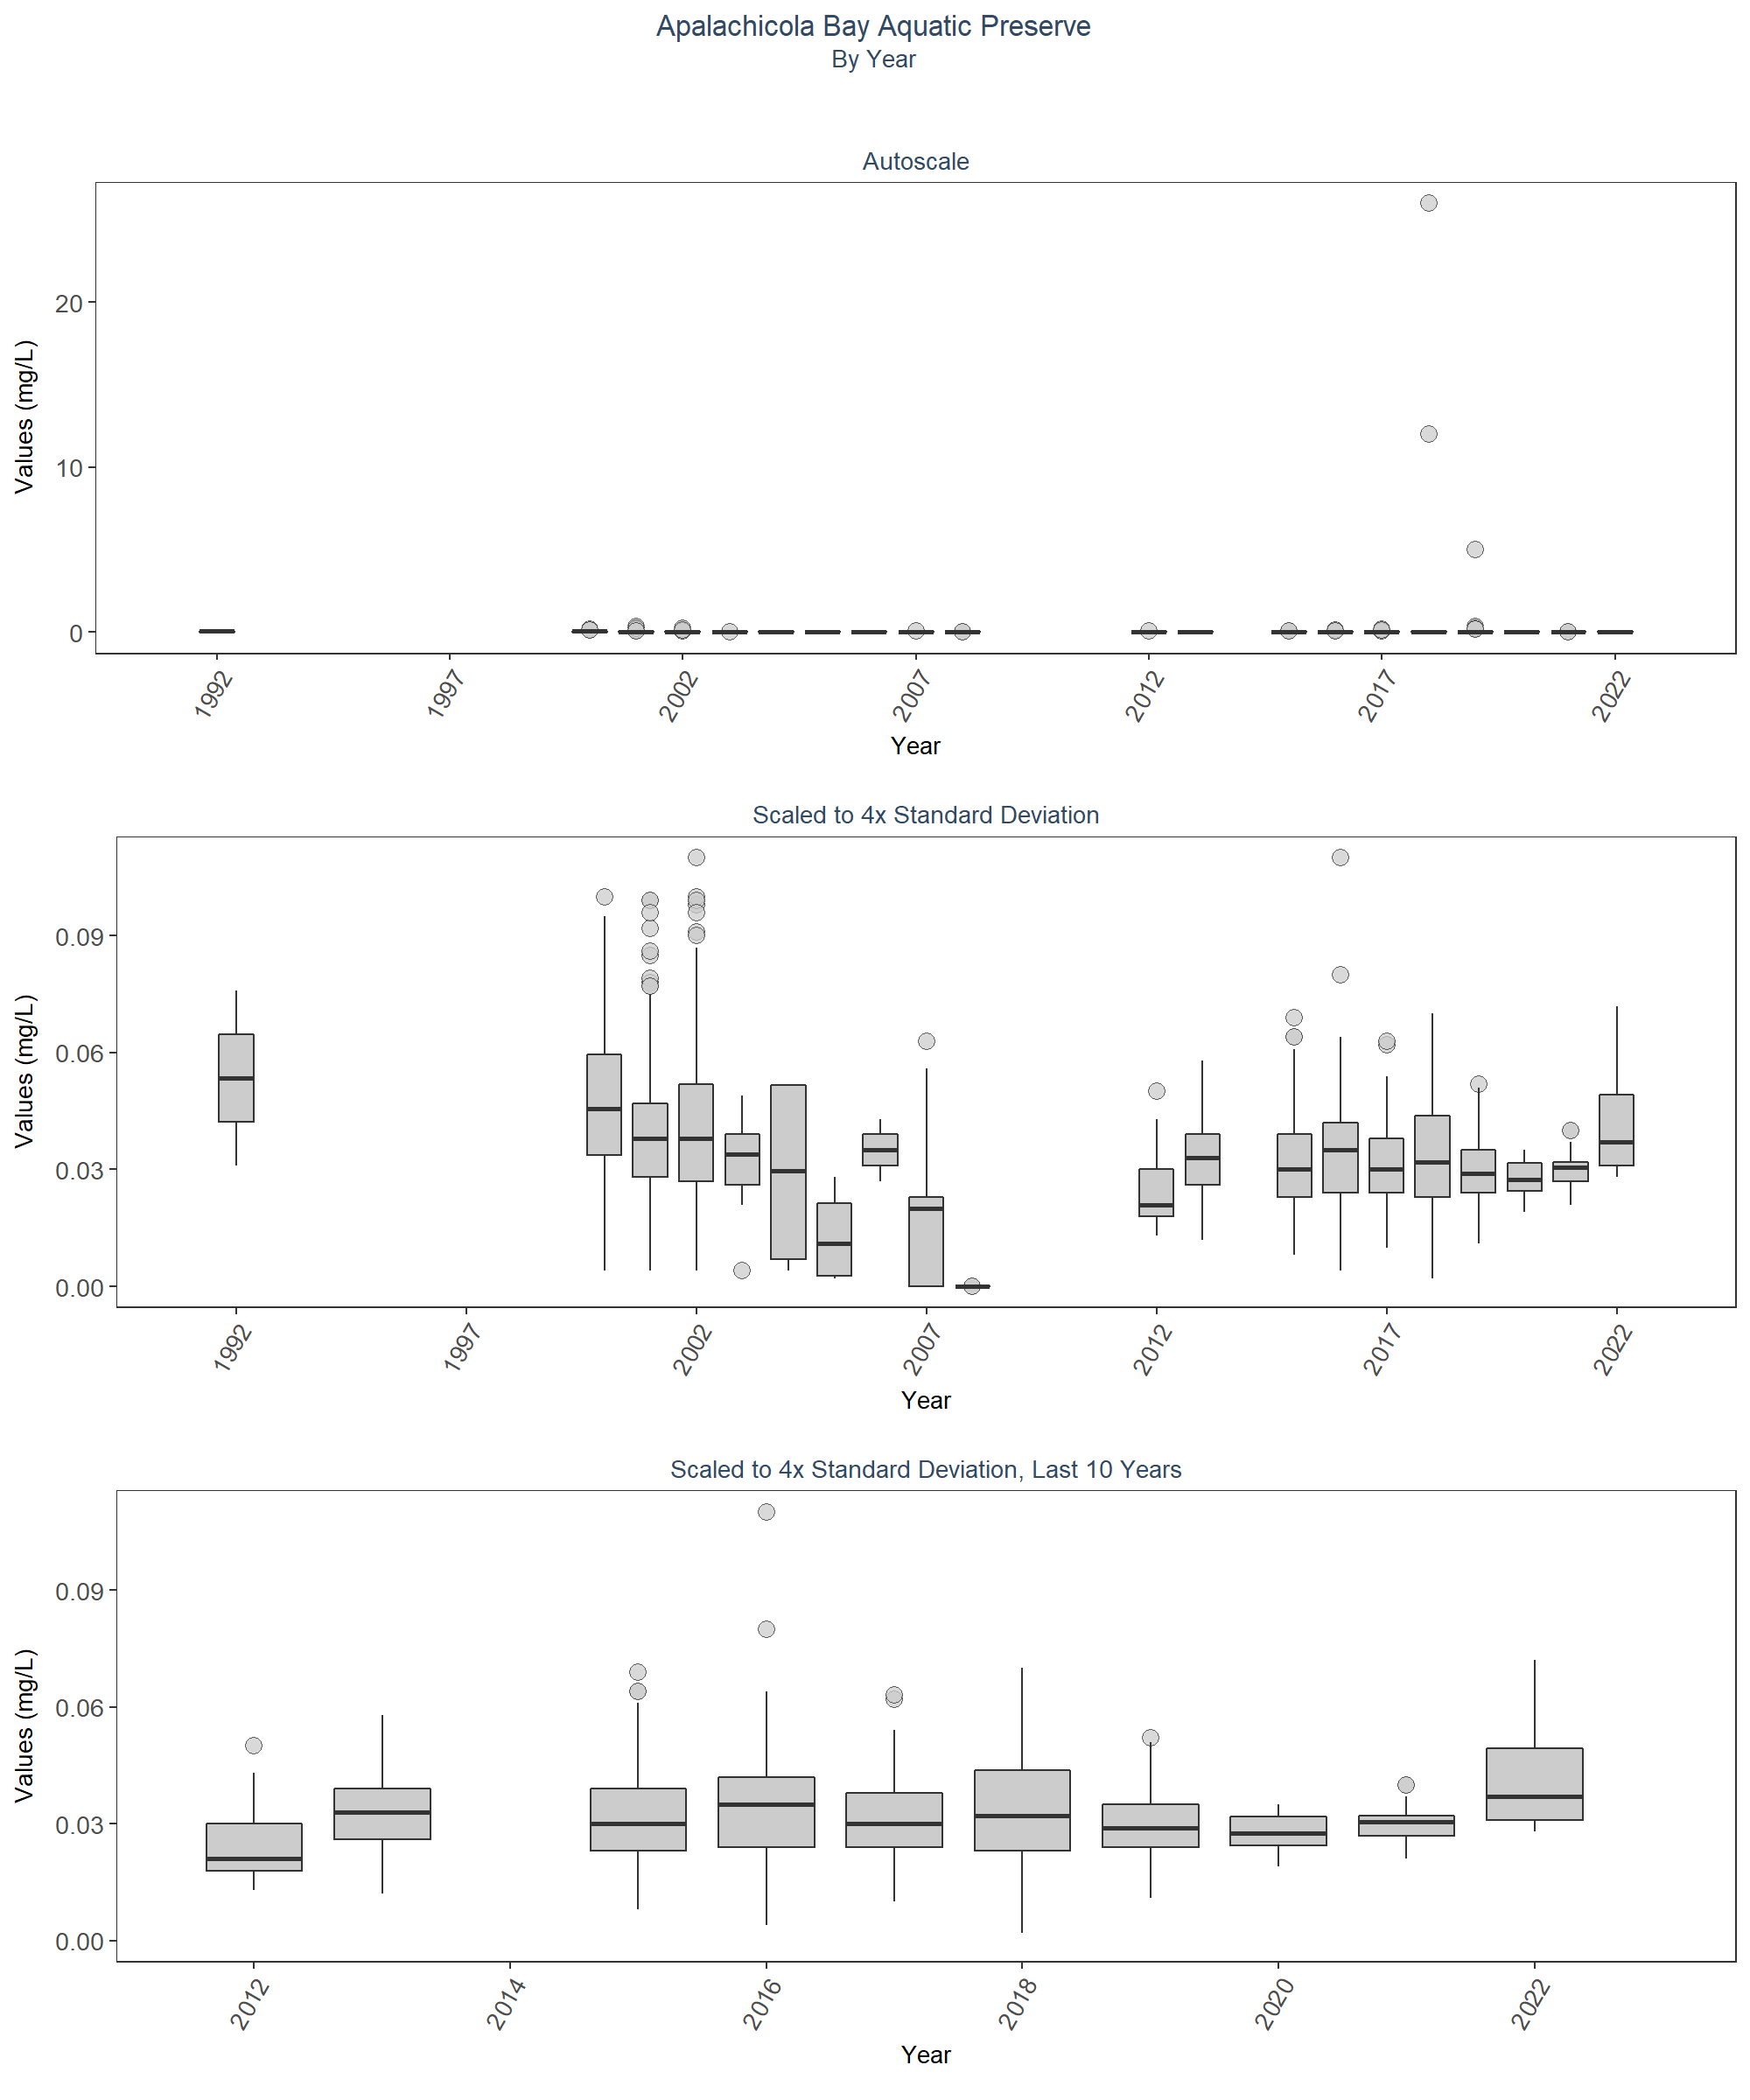 Apalachicola Bay Aquatic Preserve
By Year
Autoscale
Values (mg/L)
20
10
0
1992 1997 2002 2007 2012 2017 2022
Year
Scaled to 4x Standard Deviation
Values (mg/L)
0.09
0.06
0.03
0.00
1992 1997 2002 2007 2012 2017 2022
Year
Scaled to 4x Standard Deviation, Last 10 Years
Values (mg/L)
0.09
0.06
0.03
0.00
2012 2014 2016 2018 2020 2022
Year